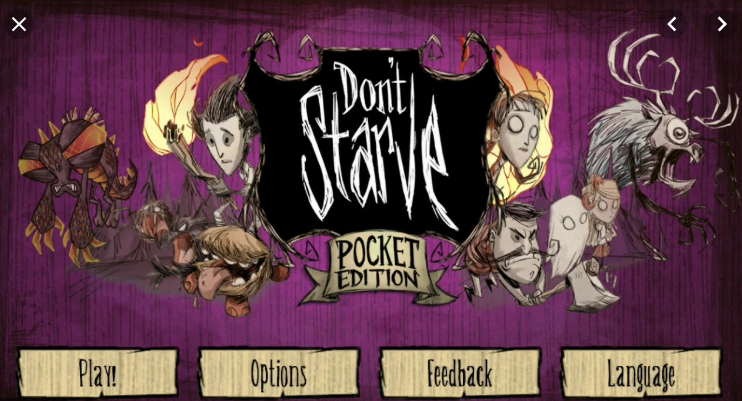 Don't
Starve
POCKET
EDITION
Play!
Options
Feedback
Language